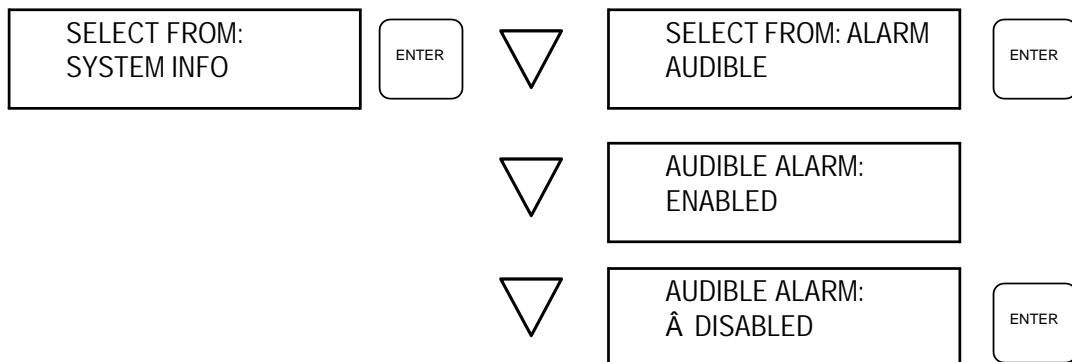 SELECT FROM:
SYSTEM INFO
ENTER
SELECT FROM: ALARM
AUDIBLE
ENTER
AUDIBLE ALARM:
ENABLED
AUDIBLE ALARM:
Â DISABLED
ENTER